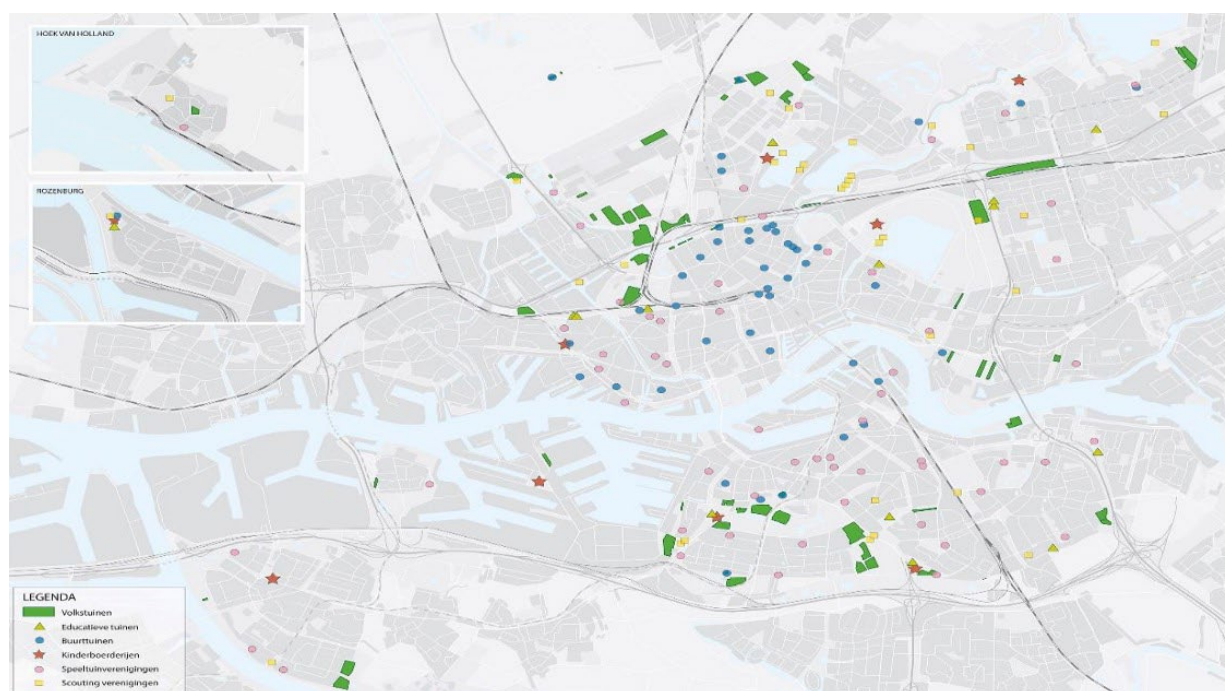 HOEK VAN HOLLAND
ROZENBURG
LEGENDA
Volkstuinen
Educatieve tuinen
Buurttuinen
Kinderboerderijen
Speeltuinverenigingen
Scouting verenigingen